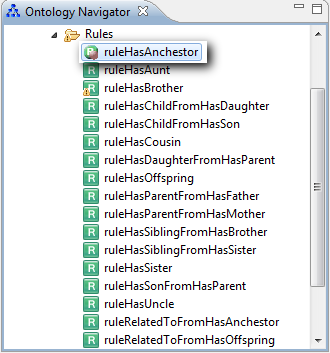 Ontology Navigator
Rules
ruleHasAnchestor
ruleHasAunt
ruleHasBrother
ruleHasChildFromHasDaughter
ruleHasChildFromHasSon
ruleHasCousin
ruleHasDaughterFromHasParent
ruleHasOffspring
ruleHasParentFromHasFather
ruleHasParentFromHasMother
ruleHasSiblingFromHasBrother
ruleHasSiblingFromHasSister
ruleHasSister
ruleHasSonFromHasParent
ruleHasUncle
ruleRelatedToFromHasAnchestor
ruleRelatedToFromHasOffspring